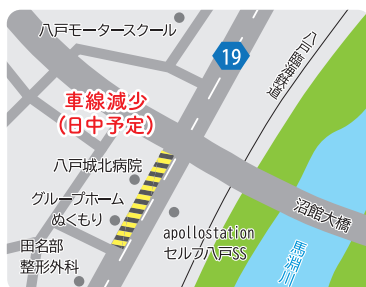 八戸モータースクール
19
八戸臨海鉄道
車線減少
(日中予定)
八戸城北病院
グループホーム
ぬくもり
田名部
整形外科
apollostation
セルフ八戸SS
沼館大橋
馬淵川